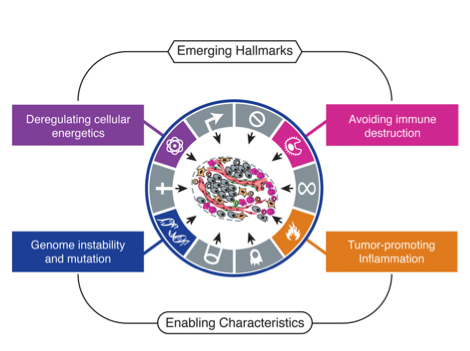 Emerging Hallmarks
Deregulating cellular
energetics
Avoiding immune
destruction
Genome instability
and mutation
Tumor-promoting
Inflammation
Enabling Characteristics